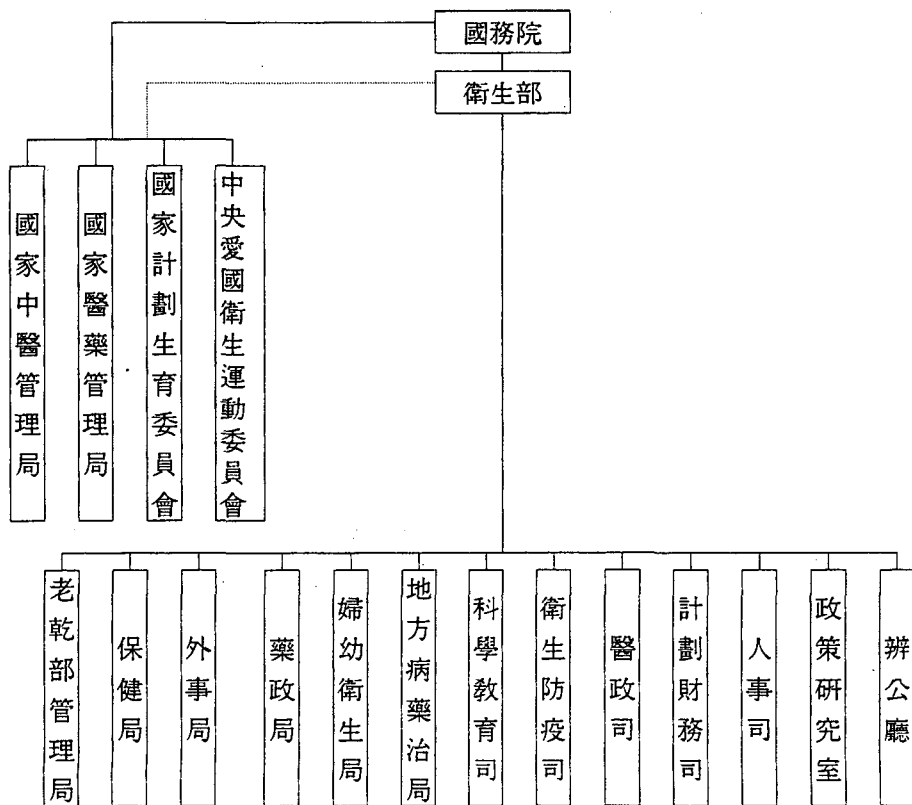 國務院
衛生部
國家中醫管理局
國家醫藥管理局
國家計劃生育委員會
中央愛國衛生運動委員會
老乾部管理局
保健局
外事局
藥政局
婦幼衛生局
地方病藥治局
科學教育司
衛生防疫司
醫政司
計劃財務司
人事司
政策研究室
辨公廳